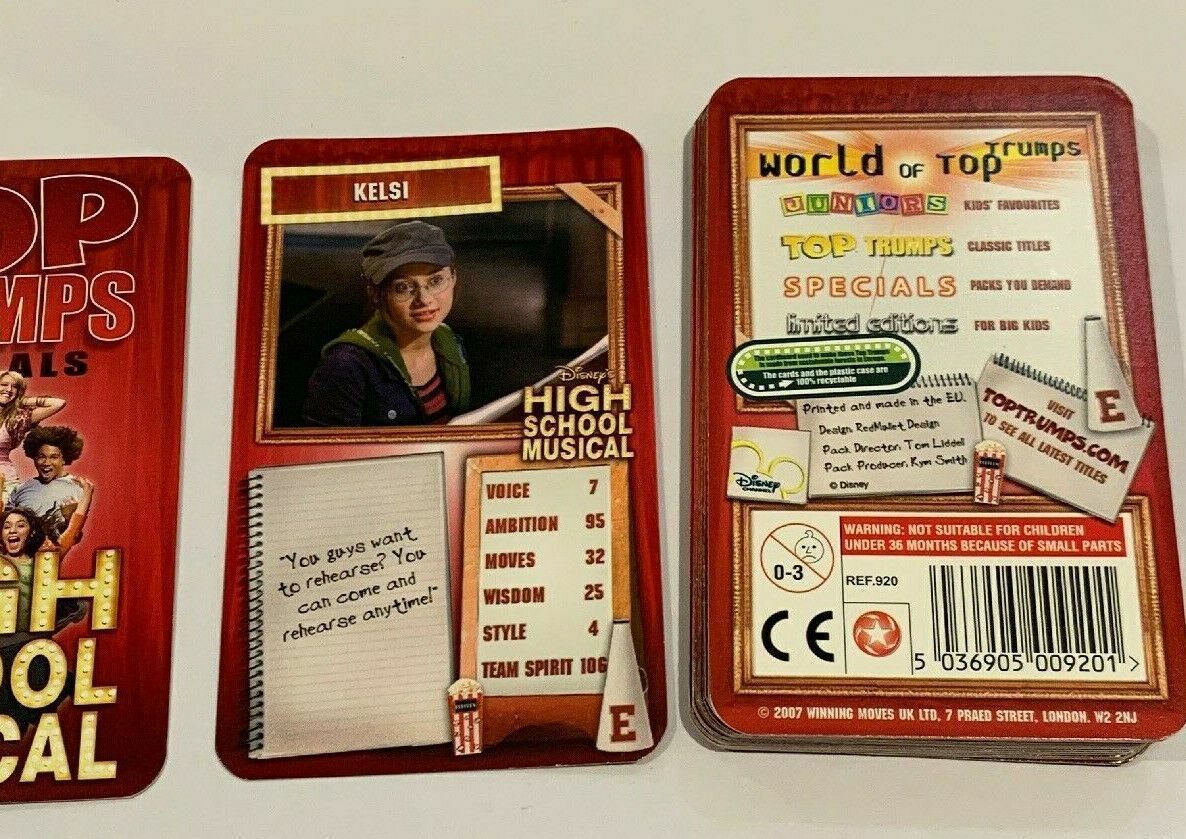 OP
MPS
ALS
GH
OOL
CAL
KELSI
DISNEY'S
HIGH
SCHOOL
MUSICAL
"You guys want
to rehearse? You
can come and
rehearse anytime!"
VOICE 7
AMBITION 95
MOVES 32
WISDOM 25
STYLE 4
TEAM SPIRIT 106
E
World OF TOP Trumps
JUNIORS KIDS' FAVOURITES
TOP TRUMPS CLASSIC TITLES
SPECIALS PACKS YOU DEMAND
limited editions FOR BIG KIDS
The cards and the plastic case are
100% recyclable
Printed and made in the EU.
Design: RedMallet Design
Pack Director: Tom Liddell
Pack Producer: Kym Smith
© Disney
Disney
CHANNEL
VISIT
TOPTRUMPS.COM
TO SEE ALL LATEST TITLES
E
0-3
WARNING: NOT SUITABLE FOR CHILDREN
UNDER 36 MONTHS BECAUSE OF SMALL PARTS
REF.920
CE
5 036905 009201 >
© 2007 WINNING MOVES UK LTD, 7 PRAED STREET, LONDON. W2 2NJ